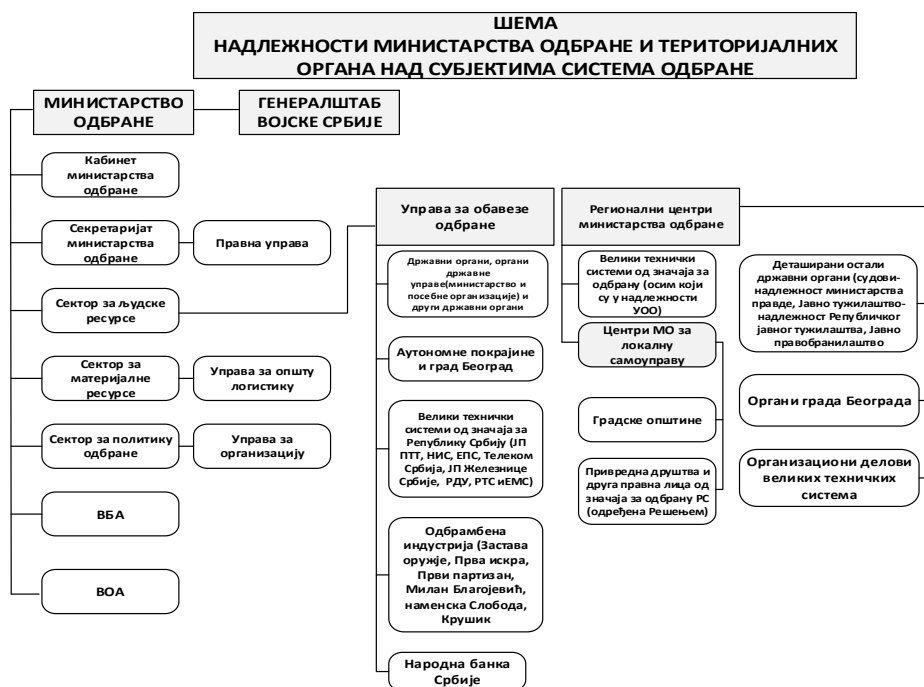 ШЕМА
НАДЛЕЖНОСТИ МИНИСТАРСТВА ОДБРАНЕ И ТЕРИТОРИЈАЛНИХ
ОРГАНА НАД СУБЈЕКТИМА СИСТЕМА ОДБРАНЕ
МИНИСТАРСТВО
ОДБРАНЕ
ГЕНЕРАЛШТАБ
ВОЈСКЕ СРБИЈЕ
Кабинет
министарства
одбране
Секретаријат
министарства
одбране
Правна управа
Сектор за људске
ресурсе
Сектор за
материјалне
ресурсе
Управа за општу
логистику
Сектор за политику
одбране
Управа за
организацију
ВБА
ВОА
Управа за обавезе
одбране
Државни органи, органи
државне
управе(министарство и
посебне организације) и
други државни органи
Аутономне покрајине
и град Београд
Велики технички
системи од значаја за
Републику Србију (ЈП
ПТТ, НИС, ЕПС, Телеком
Србија, ЈП Железнице
Србије, РДУ, РТС иЕМС)
Одбрамбена
индустрија (Застава
оружје, Прва искра,
Први партизан,
Милан Благојевић,
наменска Слобода,
Крушик
Народна банка
Србије
Регионални центри
министарства одбране
Велики технички
системи од значаја за
одбрану (осим који
су у надлежности
УОО)
Центри МО за
локалну
самоуправу
Градске општине
Привредна друштва и
друга правна лица од
значаја за одбрану РС
(одређена Решењем)
Деташирани остали
државни органи (судови-
надлежност министарства
правде, Јавно тужилаштво-
надлежност Републичког
јавног тужилаштва, Јавно
правобранилаштво
Органи града Београда
Организациони делови
великих техничких
система